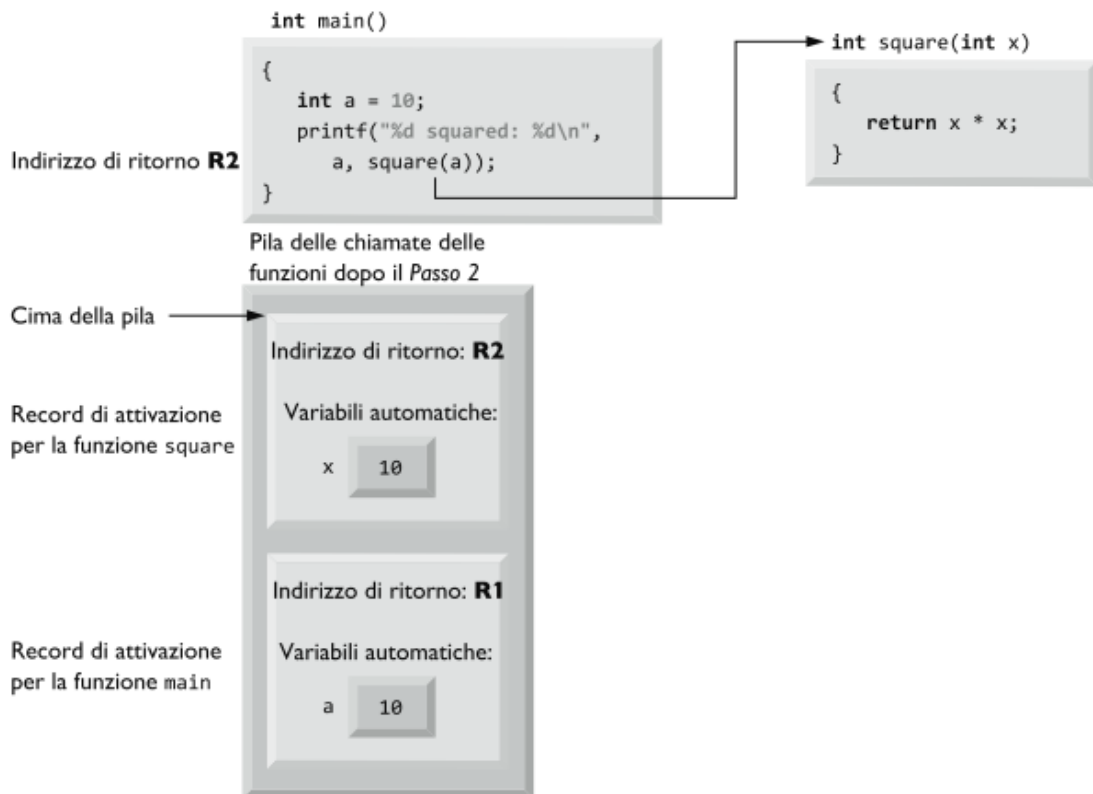 int main()
{
int a = 10;
printf("%d squared: %d\n",
a, square(a));
}
int square(int x)
{
return x * x;
}
Indirizzo di ritorno R2
Pila delle chiamate delle
funzioni dopo il Passo 2
Cima della pila
Indirizzo di ritorno: R2
Record di attivazione
per la funzione square
Variabili automatiche:
x 10
Indirizzo di ritorno: R1
Record di attivazione
per la funzione main
Variabili automatiche:
a 10